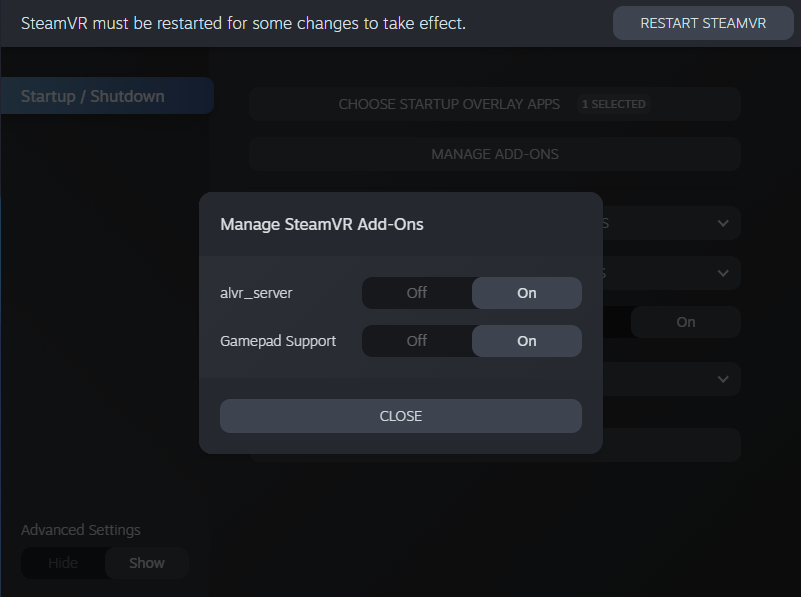 SteamVR must be restarted for some changes to take effect.
RESTART STEAMVR
Startup / Shutdown
CHOOSE STARTUP OVERLAY APPS 1 SELECTED
MANAGE ADD-ONS
Manage SteamVR Add-Ons
S
alvr_server Off On
S
Gamepad Support Off On
On
CLOSE
Advanced Settings
Hide Show